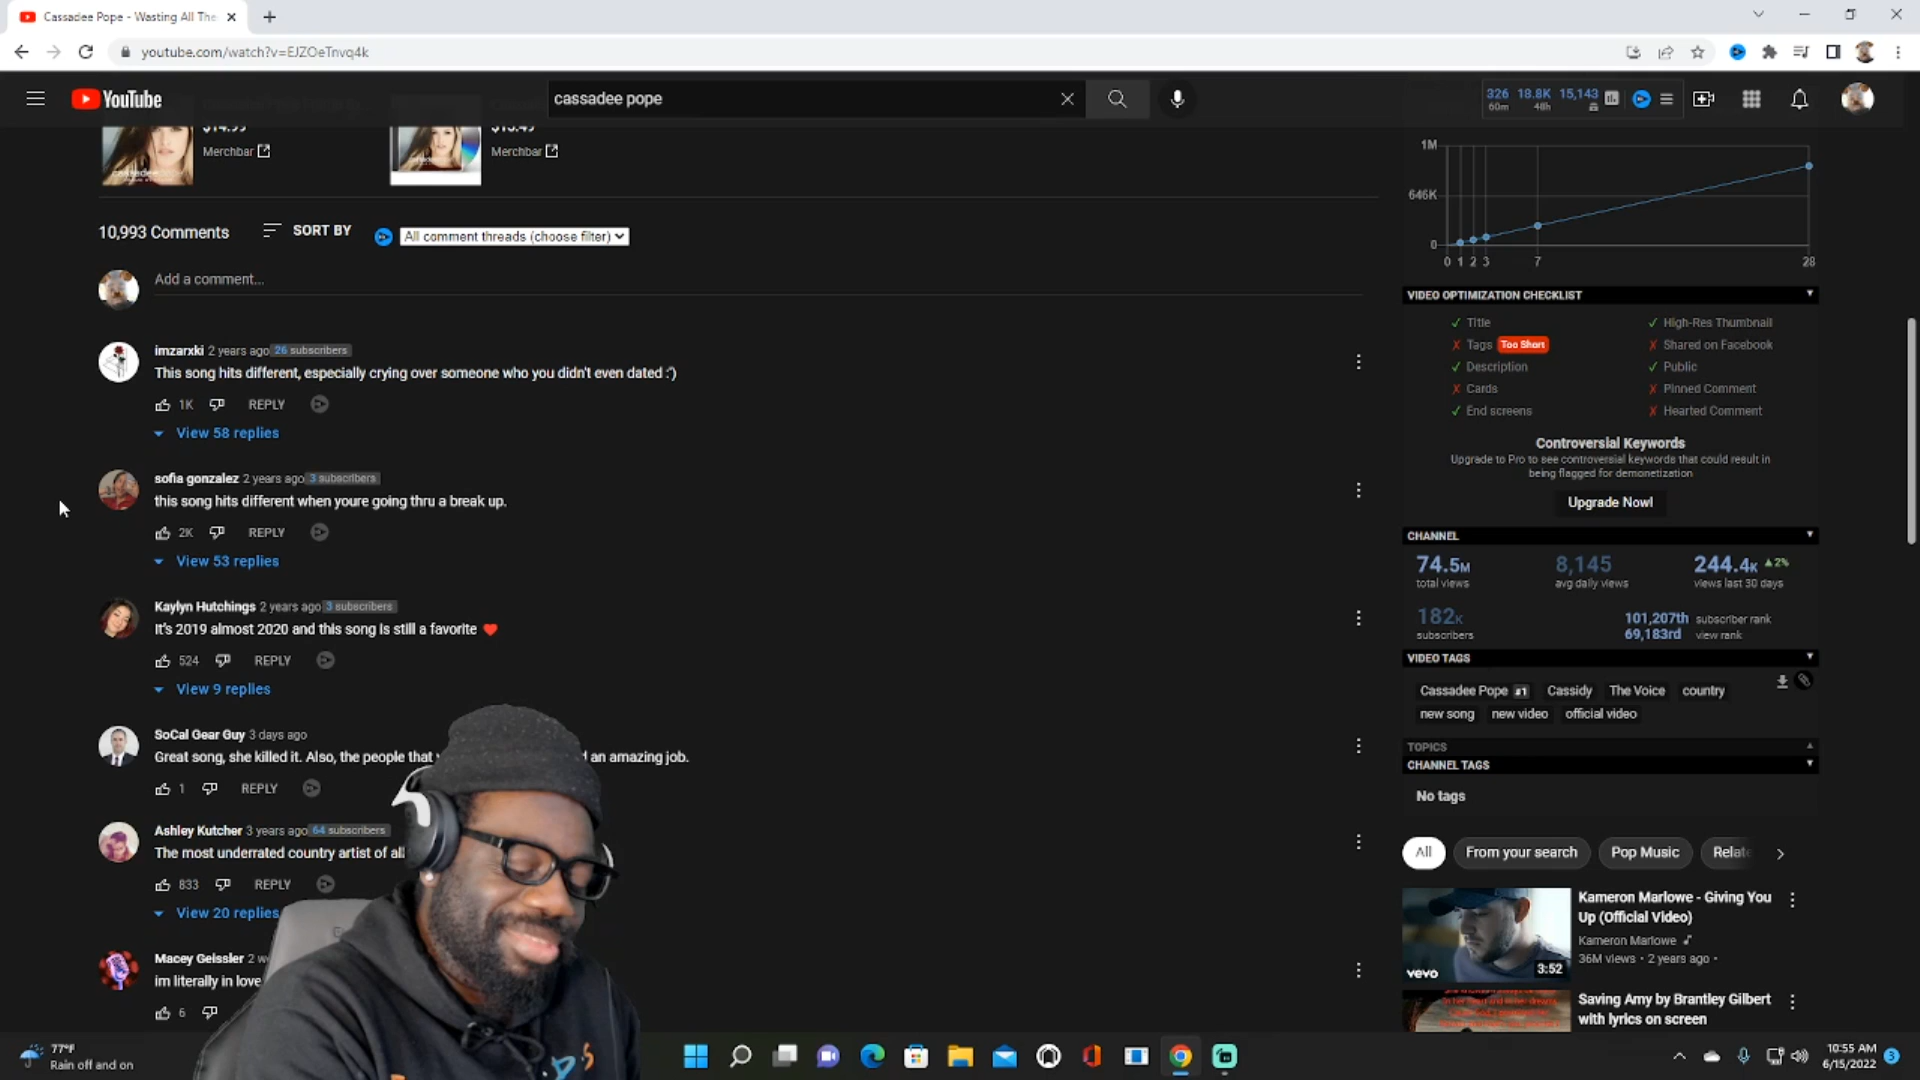 Cassadee Pope - Wasting All The
youtube.com/watch?v=EJZOeTnvq4k
YouTube
cassadee pope
326 18.8K 15,143
60m 48h
Merchbar
Merchbar
10,993 Comments
SORT BY
All comment threads (choose filter)
Add a comment...
imzarxki 2 years ago 26 subscribers
This song hits different, especially crying over someone who you didn't even dated :')
1K REPLY
View 58 replies
sofia gonzalez 2 years ago 3 subscribers
this song hits different when youre going thru a break up.
2K REPLY
View 53 replies
Kaylyn Hutchings 2 years ago 3 subscribers
It's 2019 almost 2020 and this song is still a favorite
524 REPLY
View 9 replies
SoCal Gear Guy 3 days ago
Great song, she killed it. Also, the people that an amazing job.
1 REPLY
Ashley Kutcher 3 years ago 64 subscribers
The most underrated country artist of
833 REPLY
View 20 replies
Macey Geissler 2
im literally in love
6
1M
646K
0
0 1 2 3 7 28
VIDEO OPTIMIZATION CHECKLIST
✓ Title ✓ High-Res Thumbnail
✗ Tags Too Short ✗ Shared on Facebook
✓ Description ✓ Public
✗ Cards ✗ Pinned Comment
✓ End screens ✗ Hearted Comment
Controversial Keywords
Upgrade to Pro to see controversial keywords that could result in
being flagged for demonetization
Upgrade Now!
CHANNEL
74.5M 8,145 244.4K ▲2%
total views avg daily views views last 30 days
182K 101,207th subscriber rank
subscribers 69,183rd view rank
VIDEO TAGS
Cassadee Pope #1 Cassidy The Voice country
new song new video official video
TOPICS
CHANNEL TAGS
No tags
All From your search Pop Music
Kameron Marlowe - Giving You
Up (Official Video)
Kameron Marlowe
36M views • 2 years ago •
vevo 3:52
Saving Amy by Brantley Gilbert
with lyrics on screen
77°F
Rain off and on
10:55 AM
6/15/2022
3